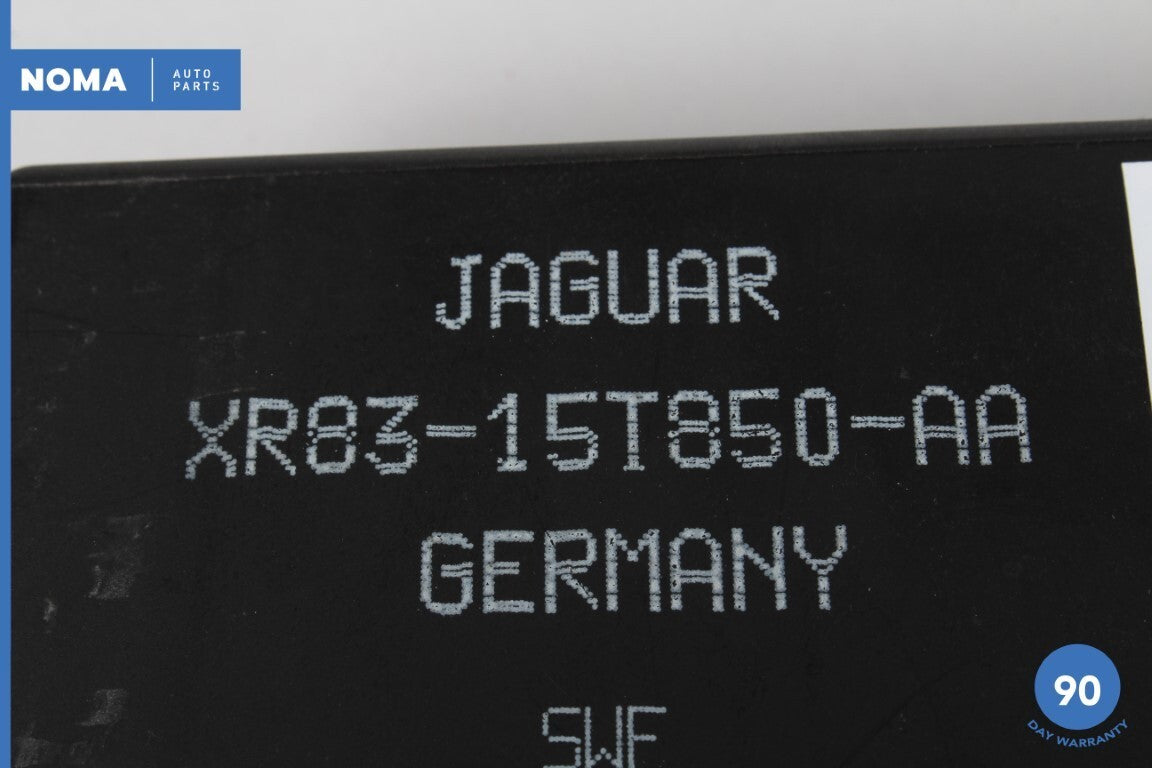 NOMA AUTO PARTS
JAGUAR
XR83-15T850-AA
GERMANY
SWF
90
DAY WARRANTY